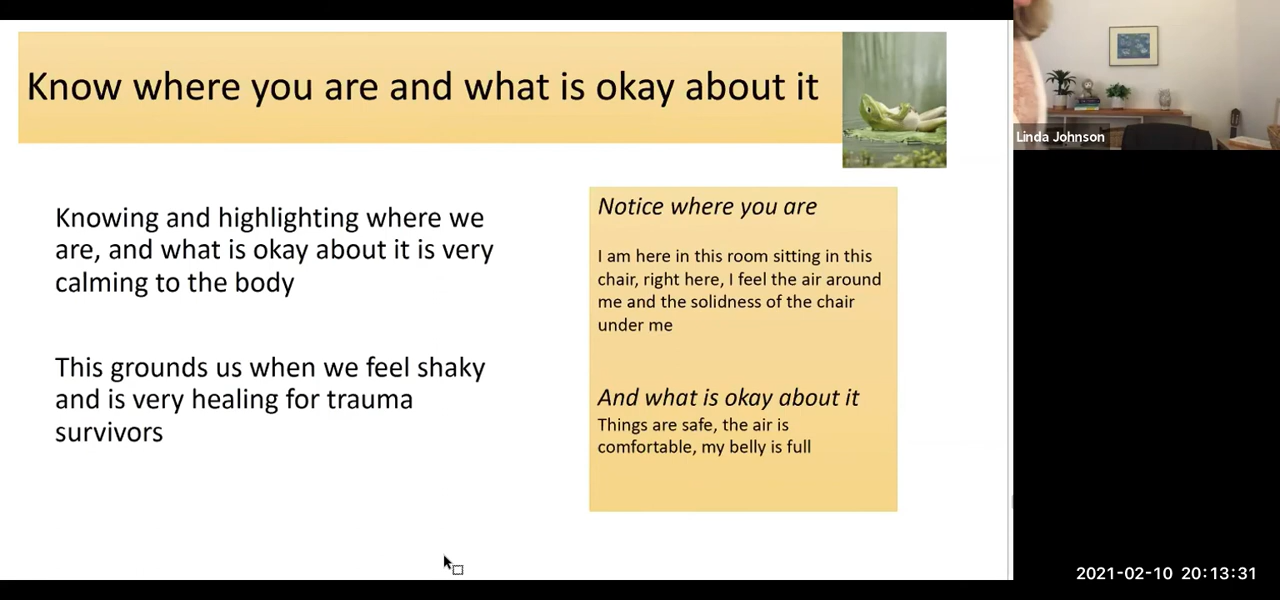 Know where you are and what is okay about it
Linda Johnson
Knowing and highlighting where we
are, and what is okay about it is very
calming to the body
This grounds us when we feel shaky
and is very healing for trauma
survivors
Notice where you are
I am here in this room sitting in this
chair, right here, I feel the air around
me and the solidness of the chair
under me
And what is okay about it
Things are safe, the air is
comfortable, my belly is full
2021-02-10 20:13:31